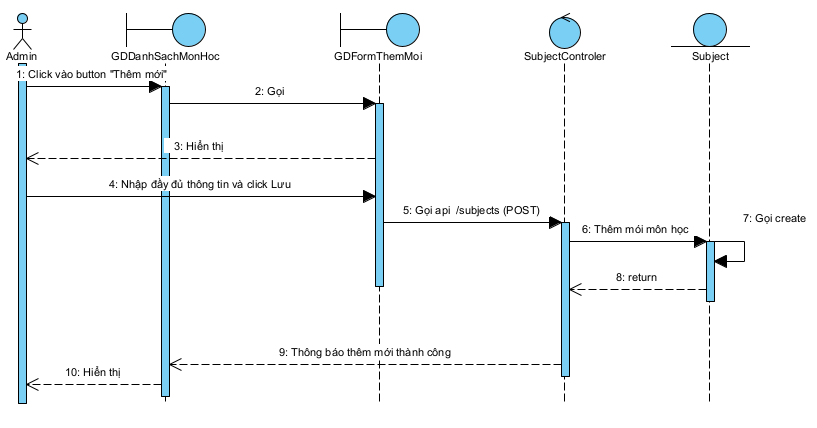 Admin
GDDanhSachMonHoc
GDFormThemMoi
SubjectControler
Subject
1: Click vào button "Thêm mới"
2: Gọi
3: Hiển thị
4: Nhập đầy đủ thông tin và click Lưu
5: Gọi api /subjects (POST)
6: Thêm mói môn học
7: Gọi create
8: return
9: Thông báo thêm mới thành công
10: Hiển thị